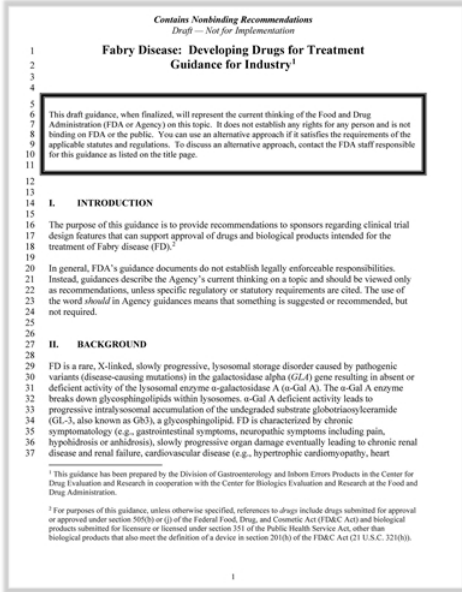 Contains Nonbinding Recommendations
Draft — Not for Implementation
1 Fabry Disease: Developing Drugs for Treatment
2 Guidance for Industry1
3
4
5
6 This draft guidance, when finalized, will represent the current thinking of the Food and Drug
7 Administration (FDA or Agency) on this topic. It does not establish any rights for any person and is not
8 binding on FDA or the public. You can use an alternative approach if it satisfies the requirements of the
9 applicable statutes and regulations. To discuss an alternative approach, contact the FDA staff responsible
10 for this guidance as listed on the title page.
11
12
13
14 I. INTRODUCTION
15
16 The purpose of this guidance is to provide recommendations to sponsors regarding clinical trial
17 design features that can support approval of drugs and biological products intended for the
18 treatment of Fabry disease (FD).2
19
20 In general, FDA's guidance documents do not establish legally enforceable responsibilities.
21 Instead, guidances describe the Agency's current thinking on a topic and should be viewed only
22 as recommendations, unless specific regulatory or statutory requirements are cited. The use of
23 the word should in Agency guidances means that something is suggested or recommended, but
24 not required.
25
26
27 II. BACKGROUND
28
29 FD is a rare, X-linked, slowly progressive, lysosomal storage disorder caused by pathogenic
30 variants (disease-causing mutations) in the galactosidase alpha (GLA) gene resulting in absent or
31 deficient activity of the lysosomal enzyme α-galactosidase A (α-Gal A). The α-Gal A enzyme
32 breaks down glycosphingolipids within lysosomes. α-Gal A deficient activity leads to
33 progressive intralysosomal accumulation of the undegraded substrate globotriaosylceramide
34 (GL-3, also known as Gb3), a glycosphingolipid. FD is characterized by chronic
35 symptomatology (e.g., gastrointestinal symptoms, neuropathic symptoms including pain,
36 hypohidrosis or anhidrosis), slowly progressive organ damage eventually leading to chronic renal
37 disease and renal failure, cardiovascular disease (e.g., hypertrophic cardiomyopathy, heart
1 This guidance has been prepared by the Division of Gastroenterology and Inborn Errors Products in the Center for
Drug Evaluation and Research in cooperation with the Center for Biologics Evaluation and Research at the Food and
Drug Administration.
2 For purposes of this guidance, unless otherwise specified, references to drugs include drugs submitted for approval
or approved under section 505(b) or (j) of the Federal Food, Drug, and Cosmetic Act (FD&C Act) and biological
products submitted for licensure or licensed under section 351 of the Public Health Service Act, other than
biological products that also meet the definition of a device in section 201(h) of the FD&C Act (21 U.S.C. 321(h)).
1